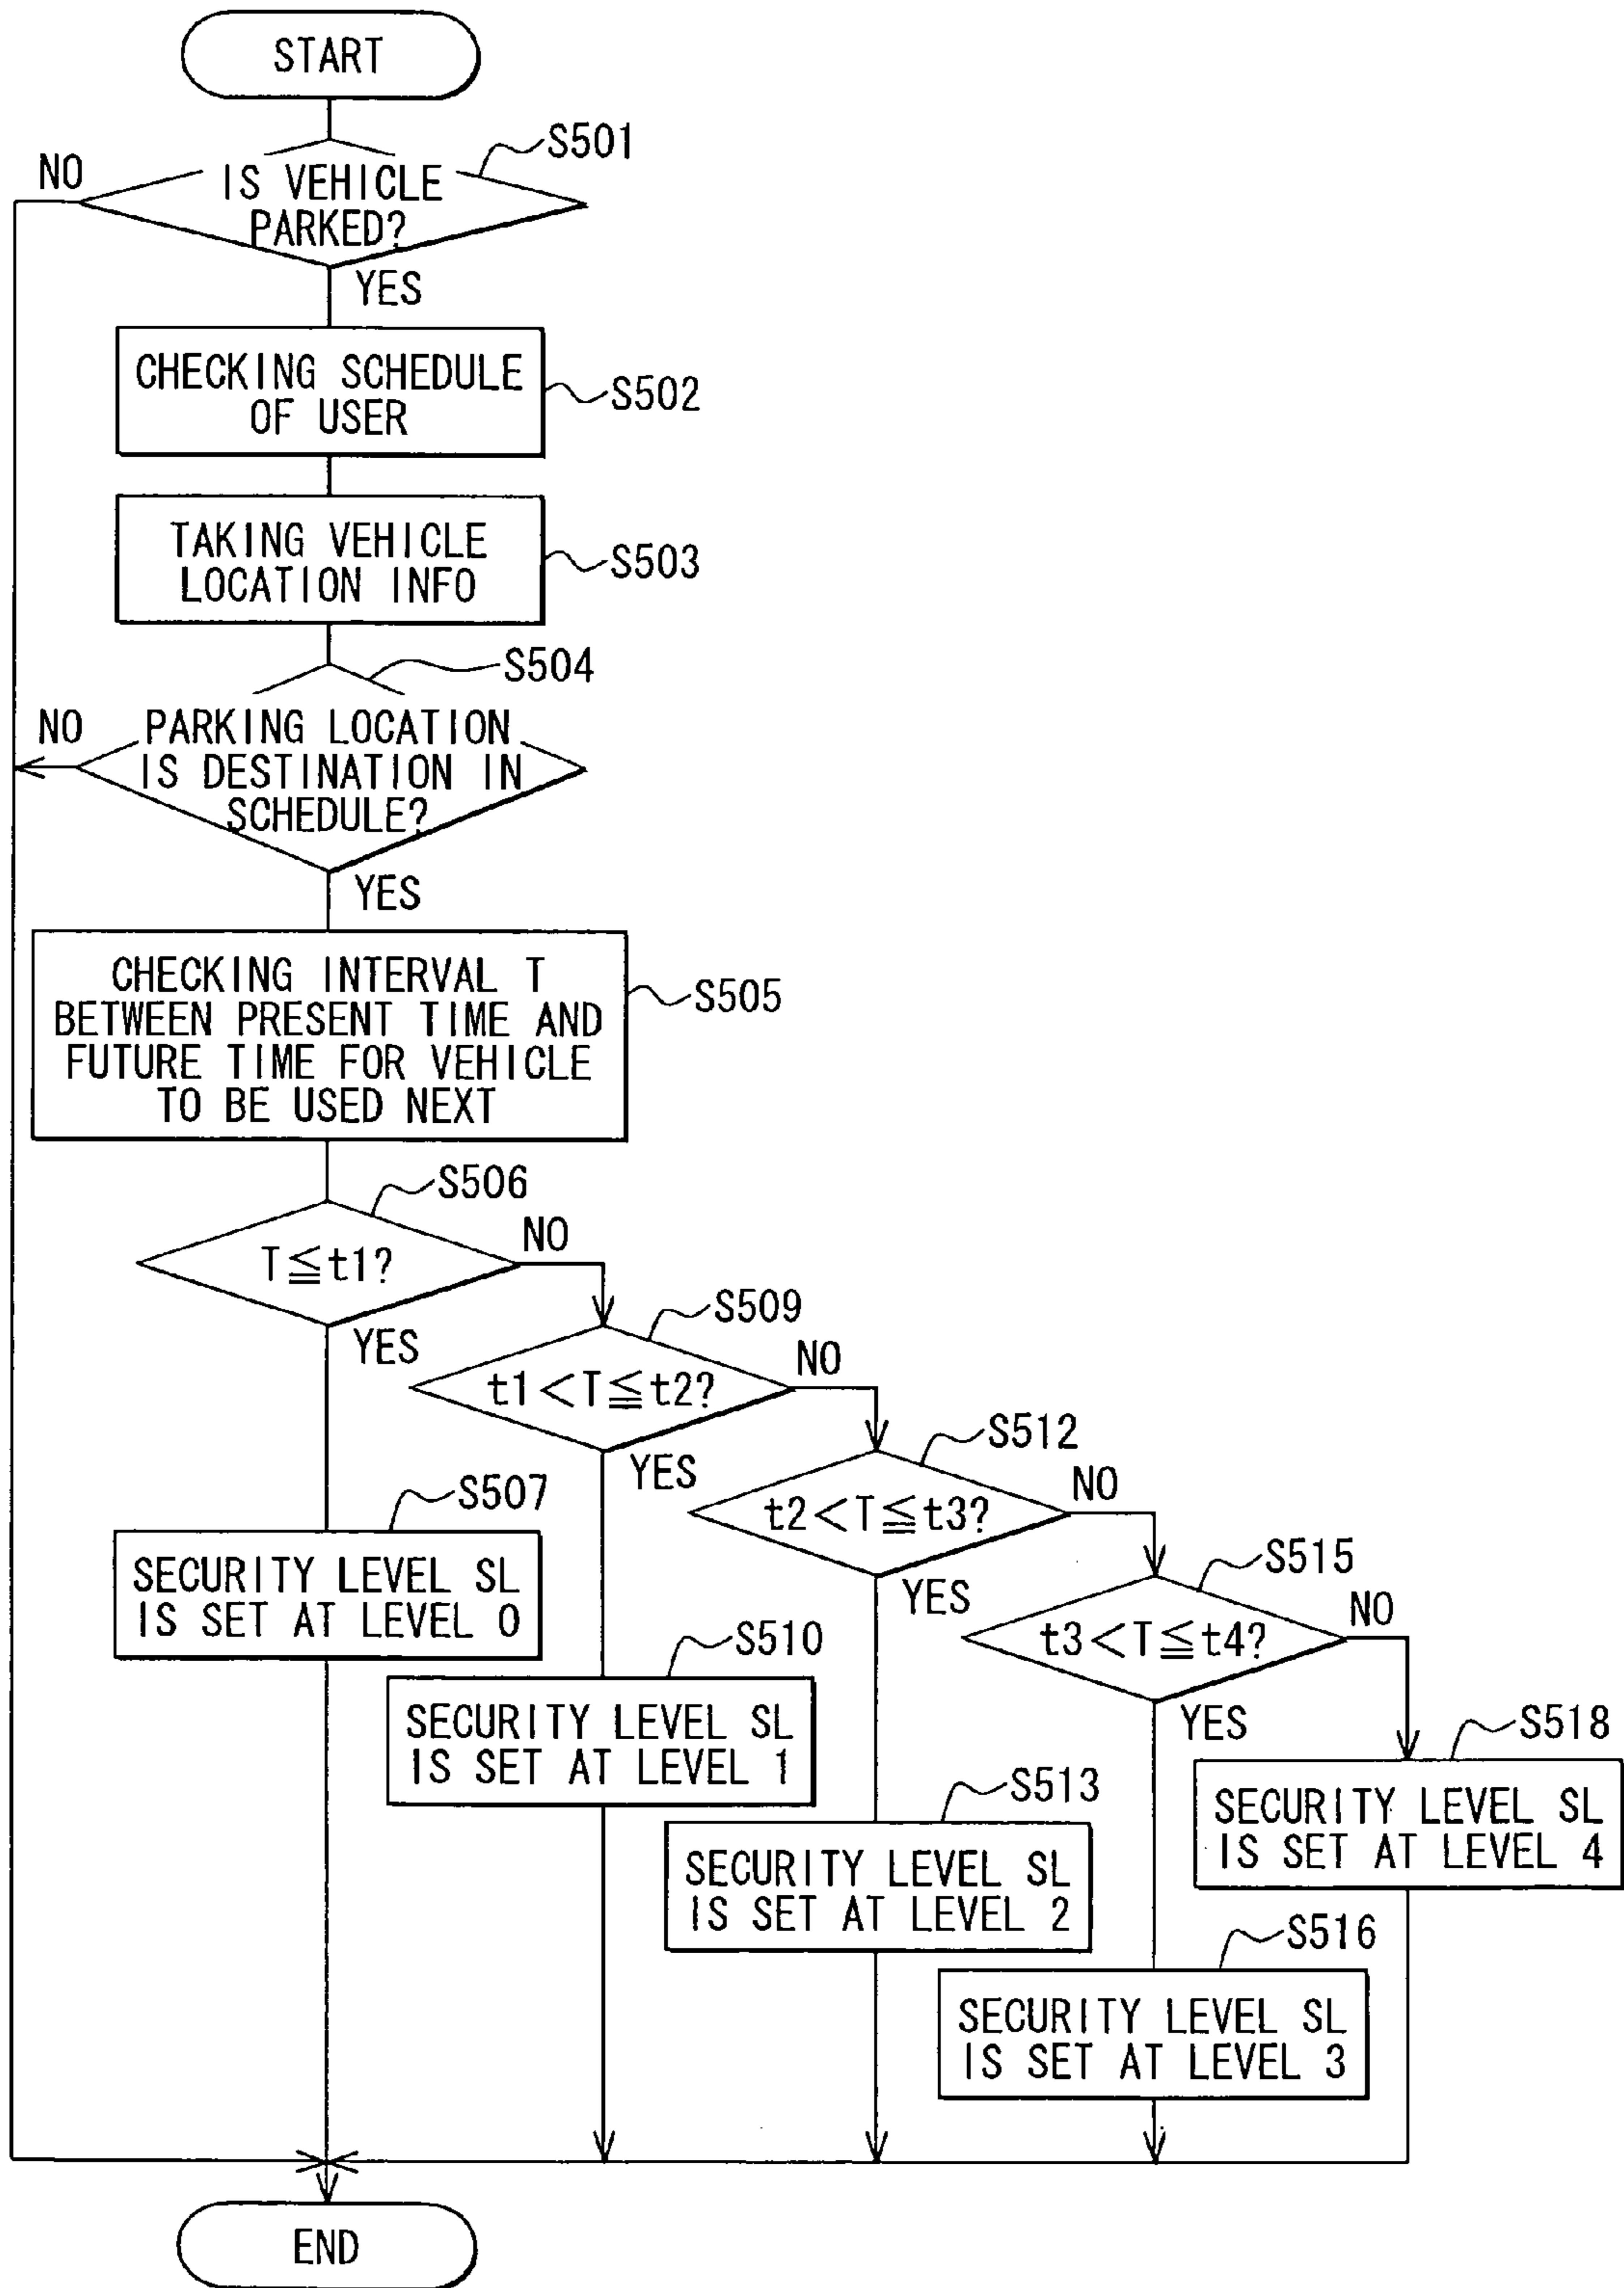 START
S501
NO
IS VEHICLE
PARKED?
YES
CHECKING SCHEDULE
OF USER
S502
TAKING VEHICLE
LOCATION INFO
S503
S504
NO
PARKING LOCATION
IS DESTINATION IN
SCHEDULE?
YES
CHECKING INTERVAL T
BETWEEN PRESENT TIME AND
FUTURE TIME FOR VEHICLE
TO BE USED NEXT
S505
S506
T≦t1?
NO
YES
S509
t1<T≦t2?
NO
YES
S512
t2<T≦t3?
NO
YES
S515
t3<T≦t4?
NO
YES
S507
SECURITY LEVEL SL
IS SET AT LEVEL 0
S510
SECURITY LEVEL SL
IS SET AT LEVEL 1
S513
SECURITY LEVEL SL
IS SET AT LEVEL 2
S518
SECURITY LEVEL SL
IS SET AT LEVEL 4
S516
SECURITY LEVEL SL
IS SET AT LEVEL 3
END